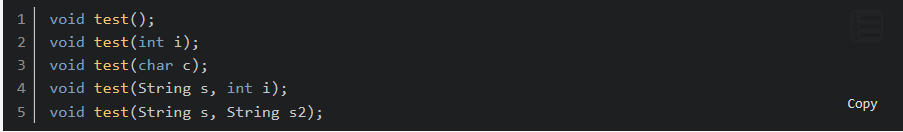 1 void test();
2 void test(int i);
3 void test(char c);
4 void test(String s, int i);
5 void test(String s, String s2);
Copy